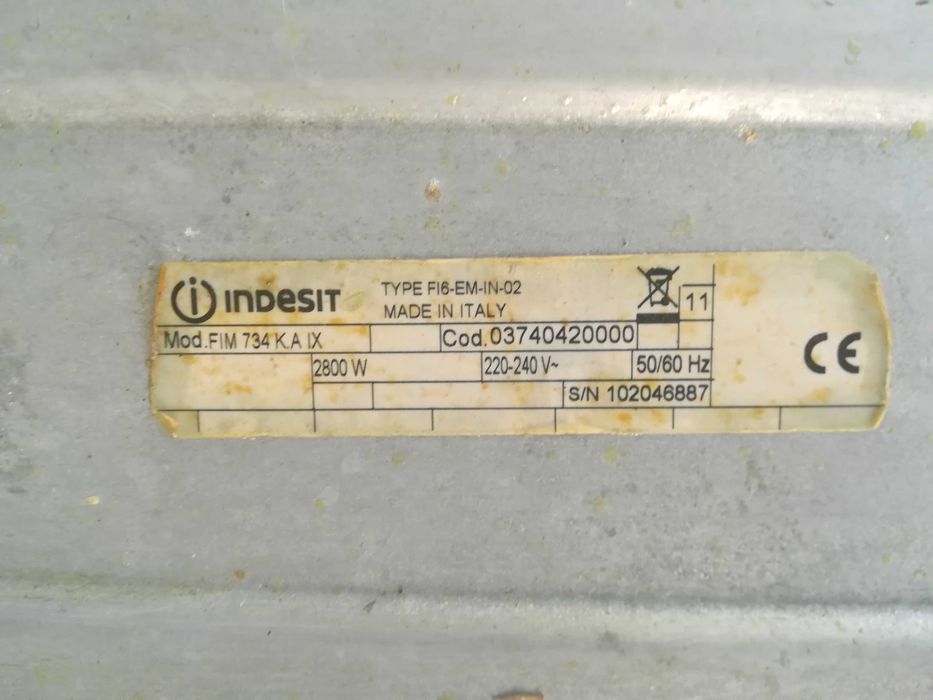 INDESIT
TYPE FI6-EM-IN-02
MADE IN ITALY
11
Mod.FIM 734 K.A IX
Cod.03740420000
2800 W
220-240 V~
50/60 Hz
S/N 102046887
CE